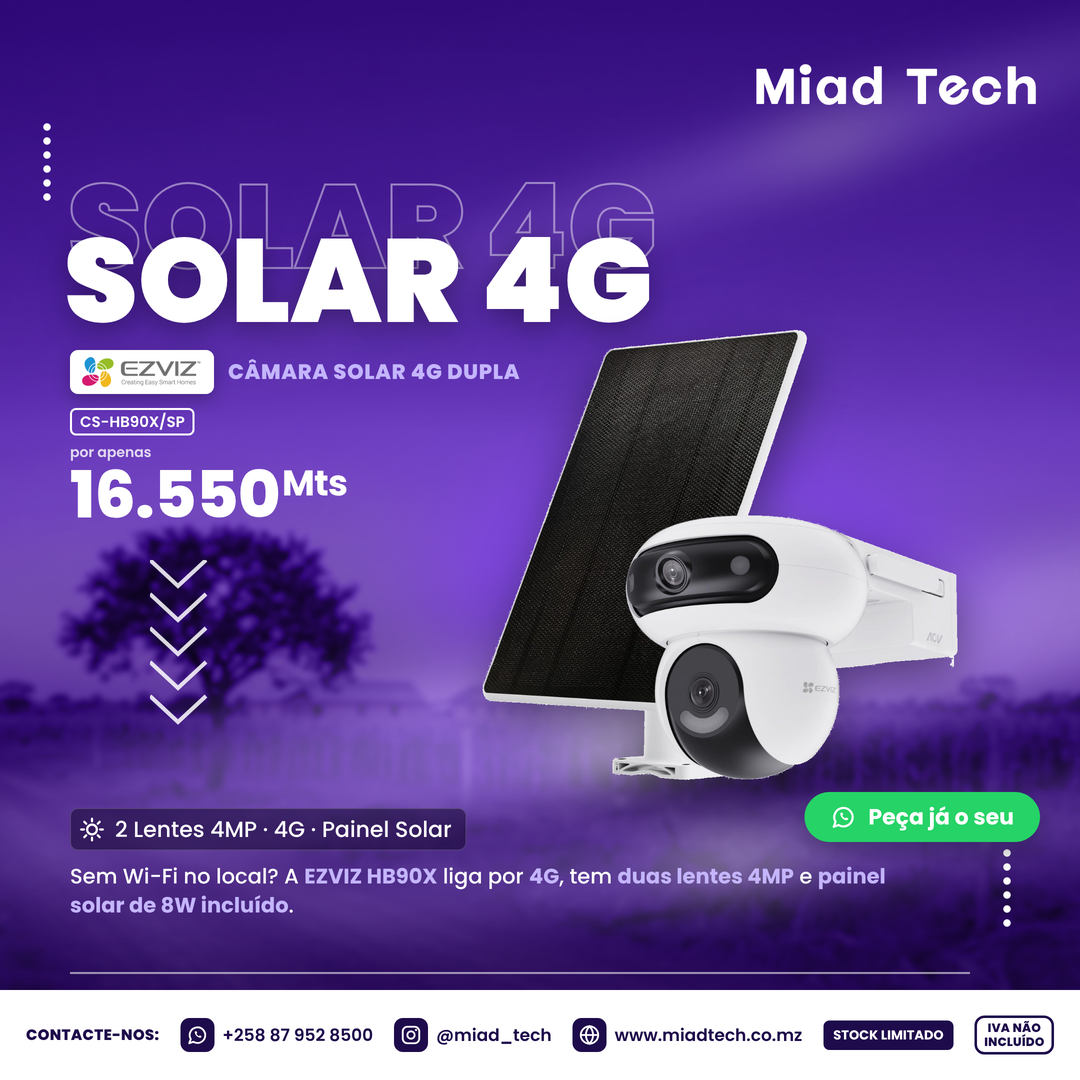 Miad Tech
SOLAR 4G
SOLAR 4G
EZVIZ
Creating Easy Smart Homes
CÂMARA SOLAR 4G DUPLA
CS-HB90X/SP
por apenas
16.550Mts
AOV
EZVIZ
2 Lentes 4MP · 4G · Painel Solar
Peça já o seu
Sem Wi-Fi no local? A EZVIZ HB90X liga por 4G, tem duas lentes 4MP e painel
solar de 8W incluído.
CONTACTE-NOS: +258 87 952 8500 @miad_tech www.miadtech.co.mz STOCK LIMITADO
IVA NÃO
INCLUÍDO